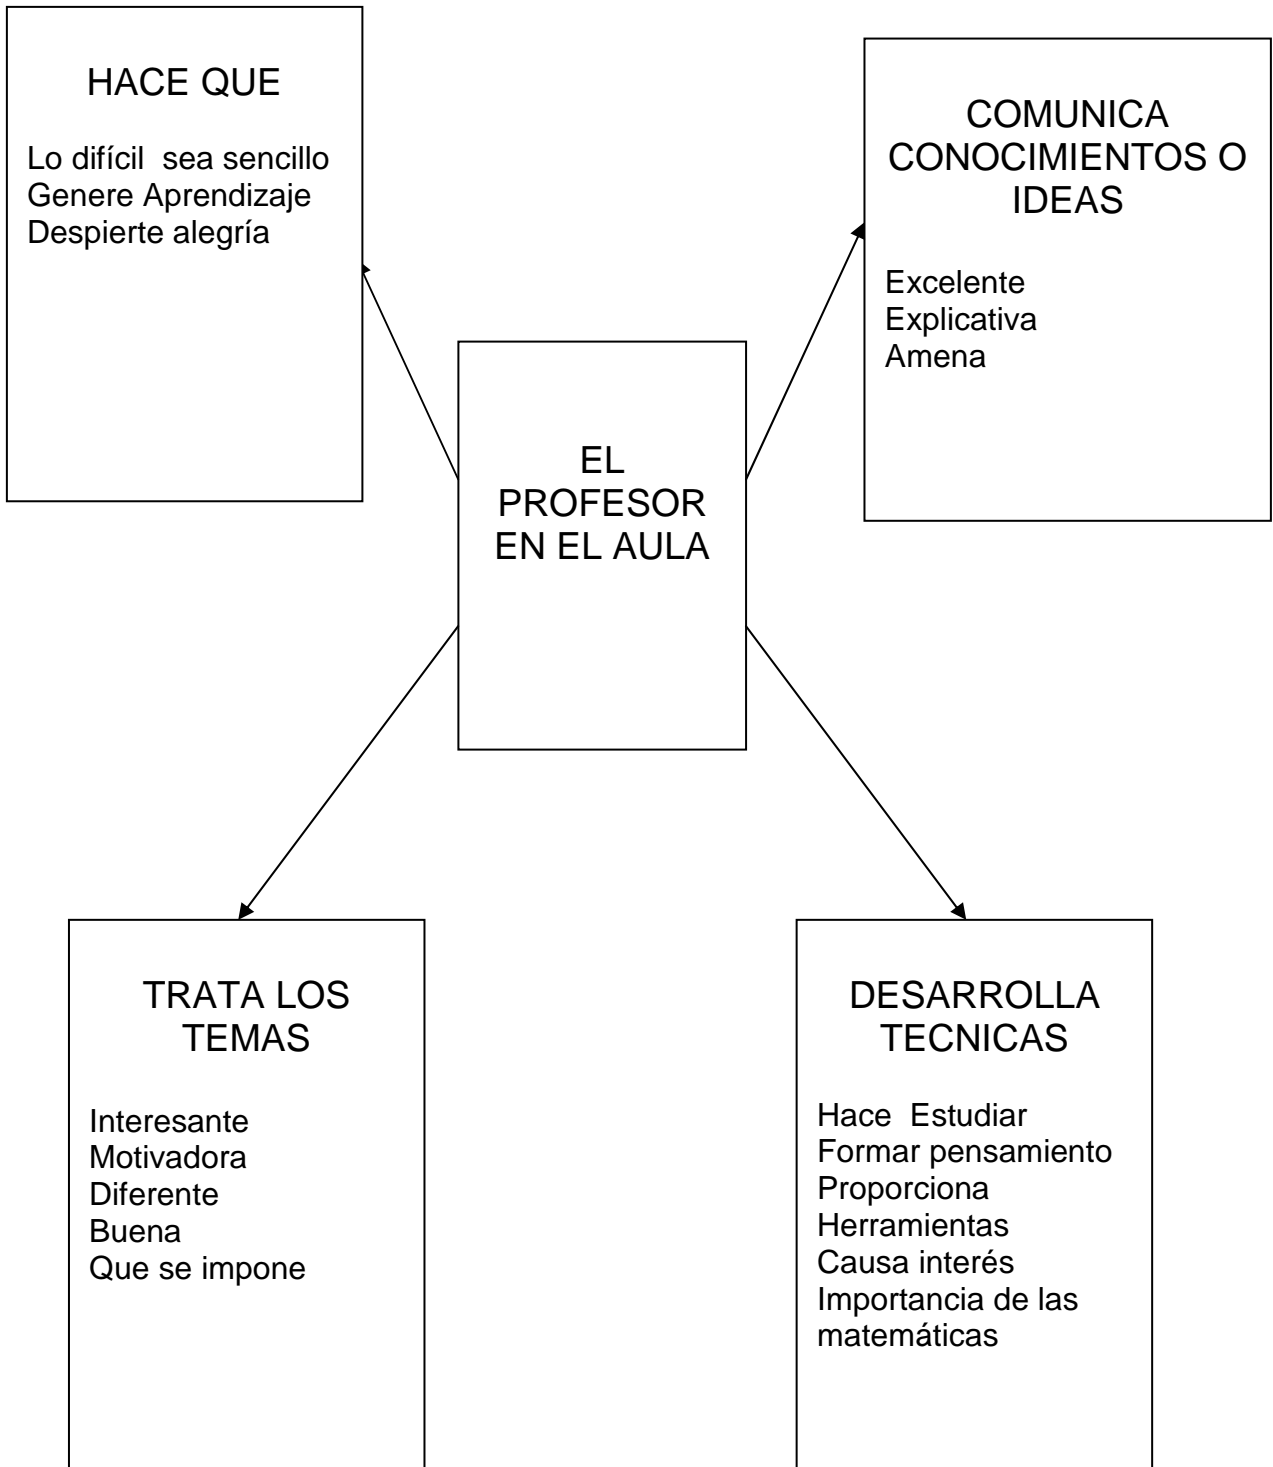 HACE QUE
Lo difícil  sea sencillo
Genere Aprendizaje
Despierte alegría
COMUNICA
CONOCIMIENTOS O
IDEAS
Excelente
Explicativa
Amena
EL
PROFESOR
EN EL AULA
TRATA LOS
TEMAS
Interesante
Motivadora
Diferente
Buena
Que se impone
DESARROLLA
TECNICAS
Hace  Estudiar
Formar pensamiento
Proporciona
Herramientas
Causa interés
Importancia de las
matemáticas